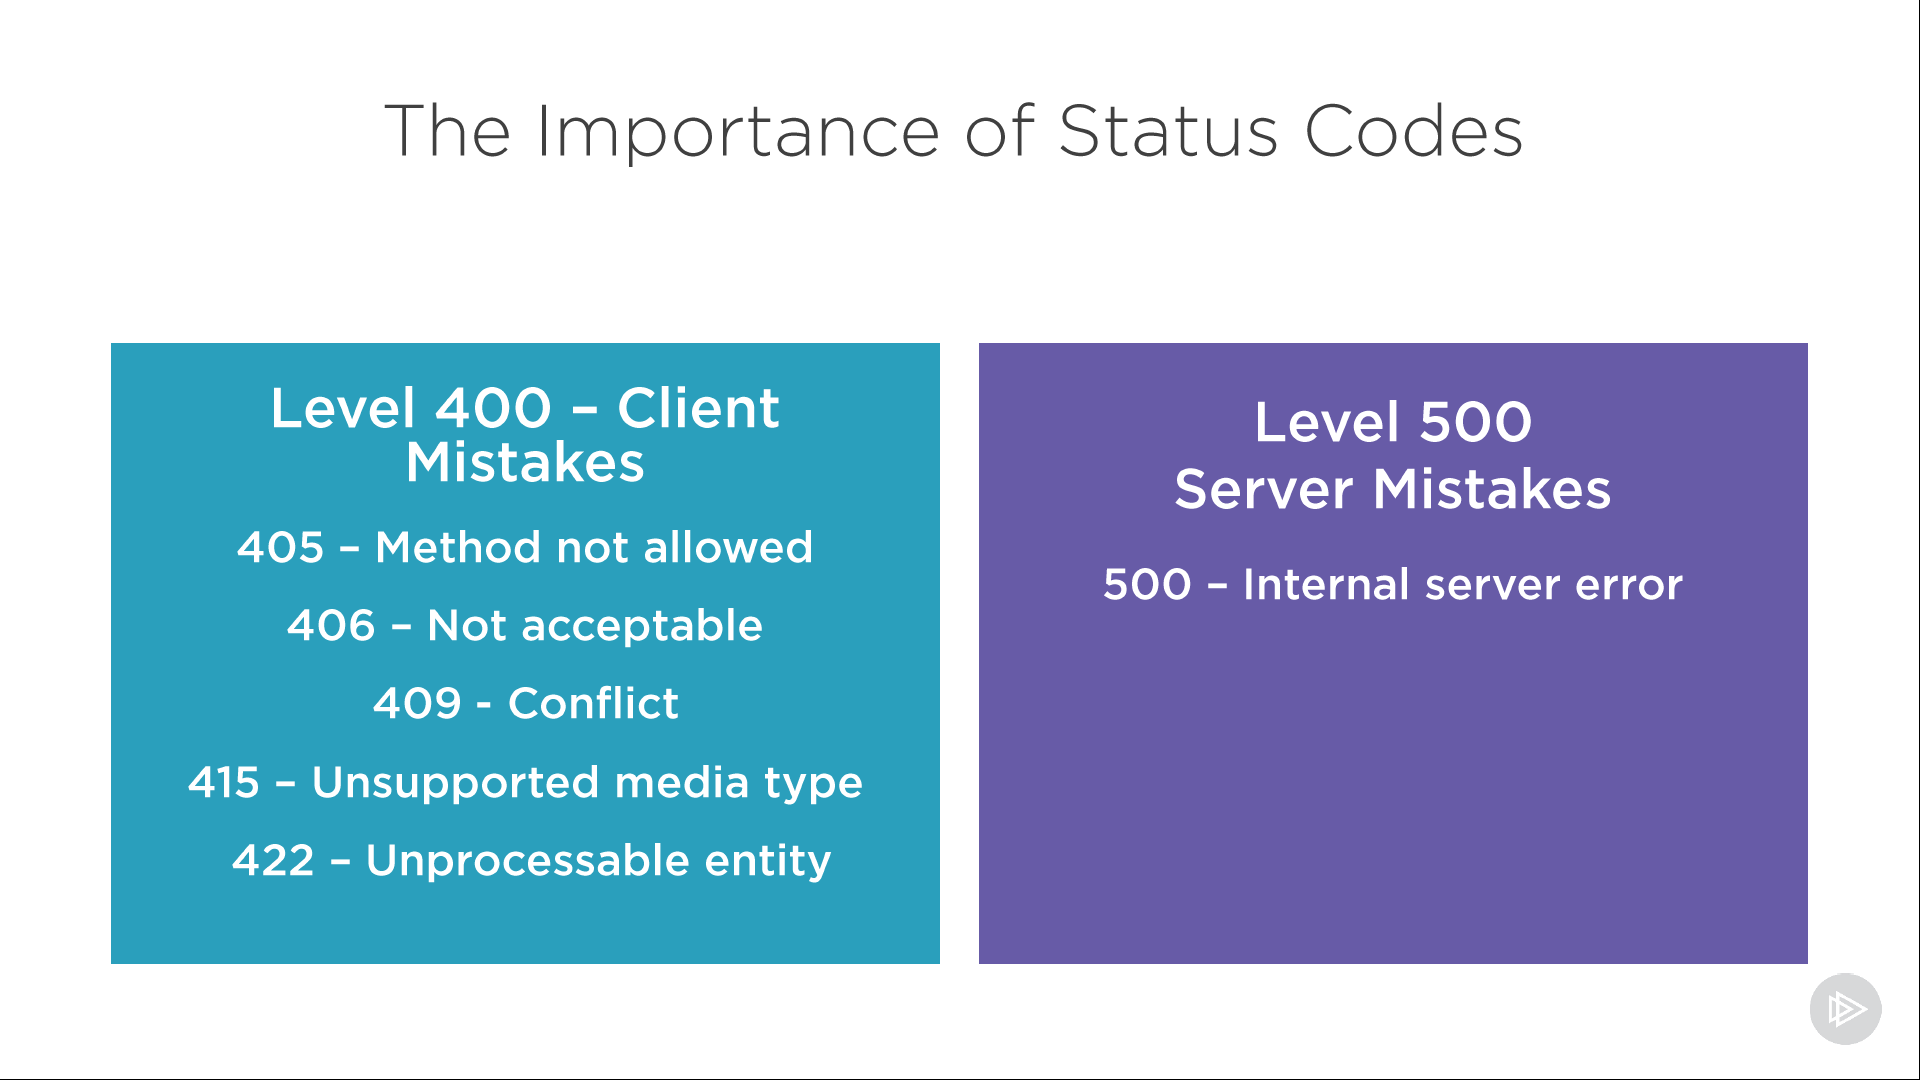 The Importance of Status Codes
Level 400 – Client
Mistakes
405 – Method not allowed
406 – Not acceptable
409 - Conflict
415 – Unsupported media type
422 – Unprocessable entity
Level 500
Server Mistakes
500 – Internal server error